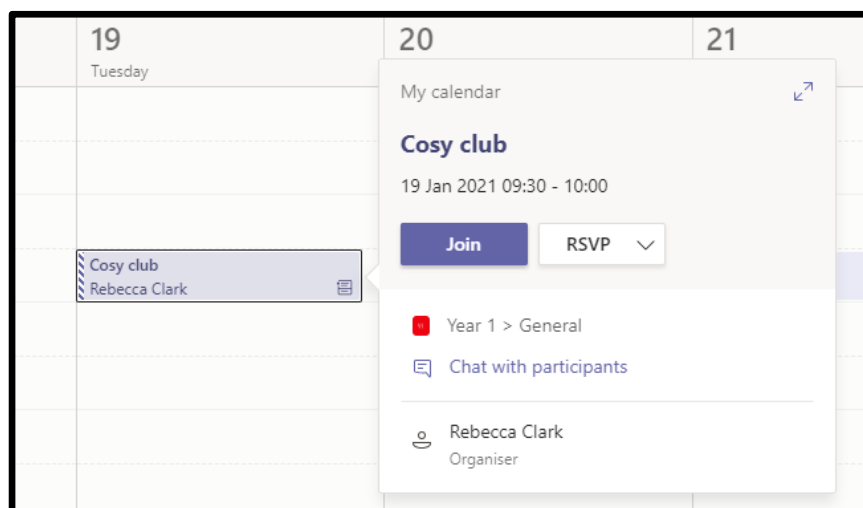 19
Tuesday
20
21
Cosy club
Rebecca Clark
My calendar
Cosy club
19 Jan 2021 09:30 - 10:00
Join
RSVP
Year 1 > General
Chat with participants
Rebecca Clark
Organiser